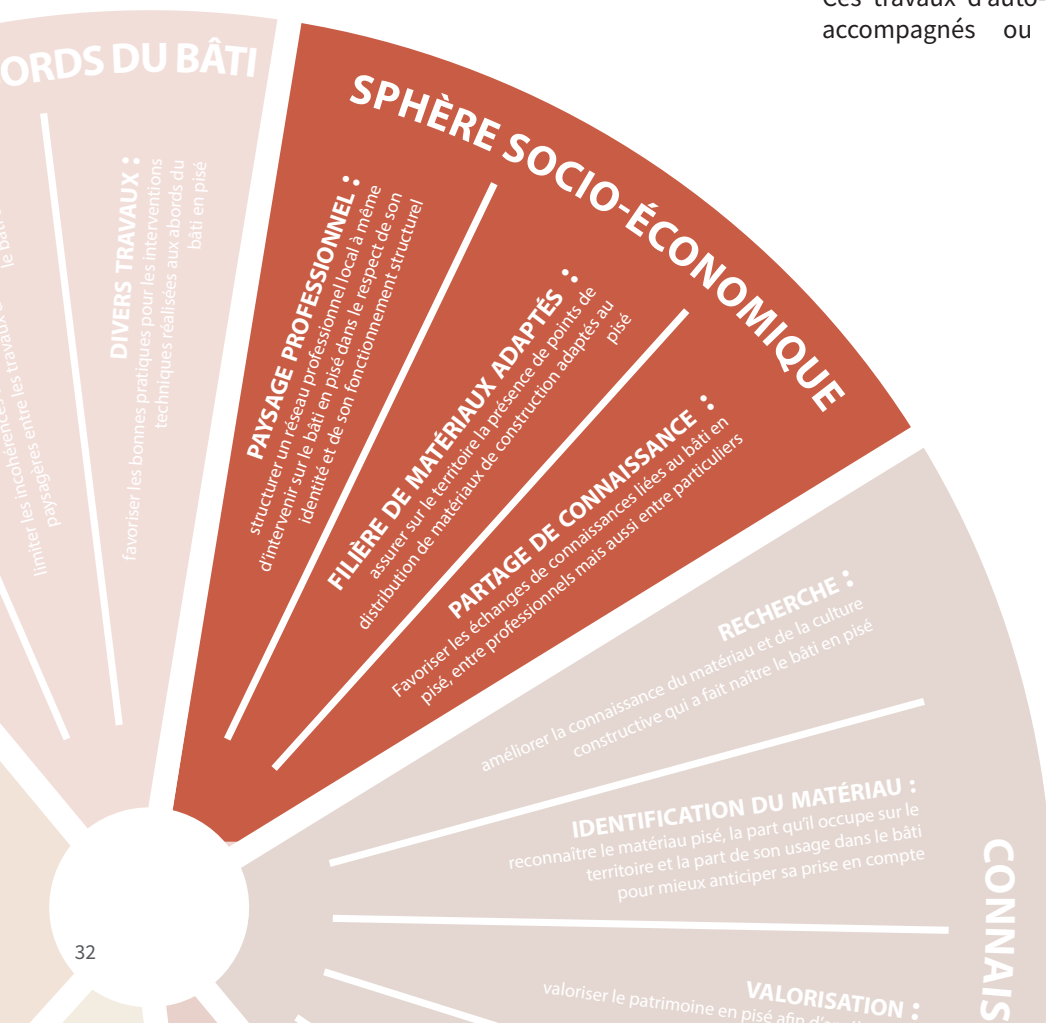 Ces travaux d'auto-
accompagnés ou
ORDS DU BÂTI
DIVERS TRAVAUX :
favoriser les bonnes pratiques pour les interventions
techniques réalisées aux abords du
bâti en pisé
limiter les incohérences entre les travaux
le bâti
paysagères
SPHÈRE SOCIO-ÉCONOMIQUE
PAYSAGE PROFESSIONNEL :
structurer un réseau professionnel local à même
d'intervenir sur le bâti en pisé dans le respect de son
identité et de son fonctionnement structurel
FILIÈRE DE MATÉRIAUX ADAPTÉS :
assurer sur le territoire la présence de points de
distribution de matériaux de construction adaptés au
pisé
PARTAGE DE CONNAISSANCE :
Favoriser les échanges de connaissances liées au bâti en
pisé, entre professionnels mais aussi entre particuliers
RECHERCHE :
améliorer la connaissance du matériau et de la culture
constructive qui a fait naître le bâti en pisé
IDENTIFICATION DU MATÉRIAU :
reconnaître le matériau pisé, la part qu'il occupe sur le
territoire et la part de son usage dans le bâti
pour mieux anticiper sa prise en compte
CONNAIS
VALORISATION :
valoriser le patrimoine en pisé afin
32